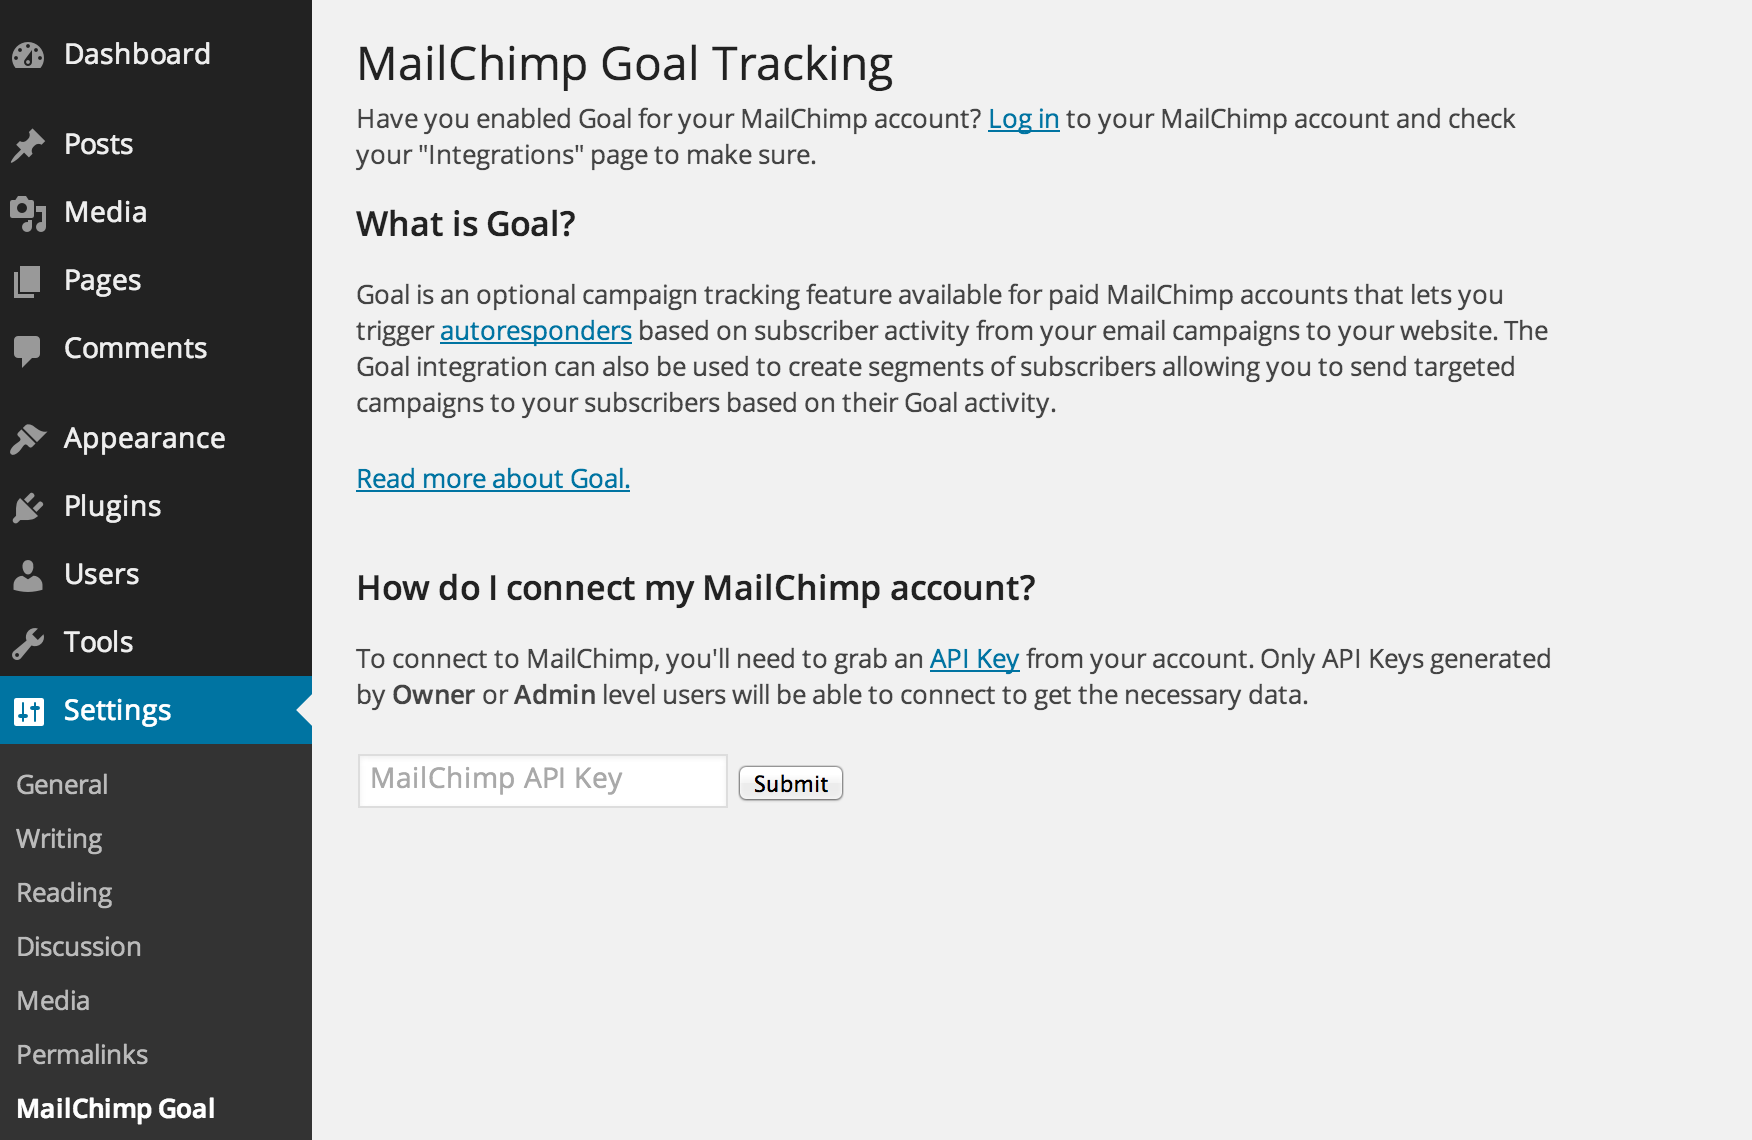 Dashboard
Posts
Media
Pages
Comments
Appearance
Plugins
Users
Tools
Settings
General
Writing
Reading
Discussion
Media
Permalinks
MailChimp Goal
MailChimp Goal Tracking
Have you enabled Goal for your MailChimp account? Log in to your MailChimp account and check
your "Integrations" page to make sure.
What is Goal?
Goal is an optional campaign tracking feature available for paid MailChimp accounts that lets you
trigger autoresponders based on subscriber activity from your email campaigns to your website. The
Goal integration can also be used to create segments of subscribers allowing you to send targeted
campaigns to your subscribers based on their Goal activity.
Read more about Goal.
How do I connect my MailChimp account?
To connect to MailChimp, you'll need to grab an API Key from your account. Only API Keys generated
by Owner or Admin level users will be able to connect to get the necessary data.
MailChimp API Key
Submit